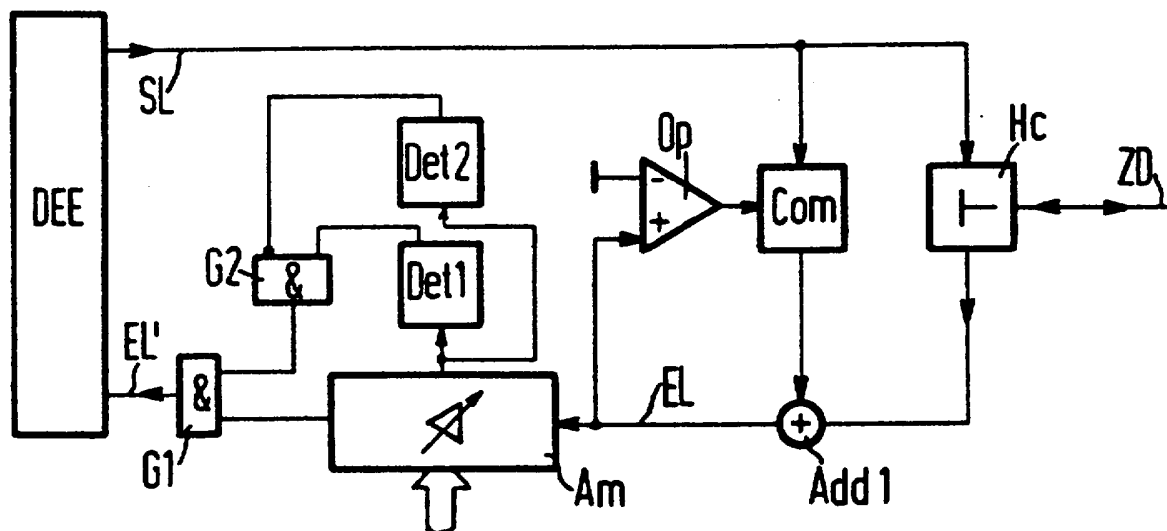 SL
Hc
Op
ZD
Det2
DEE
-
Com
+
G2
&
Det1
EL'
EL
&
+
G1
Am
Add1